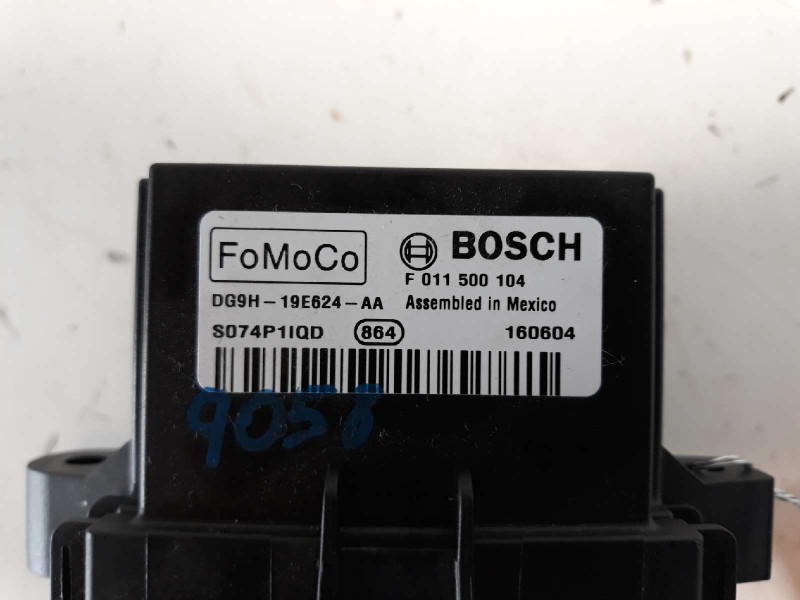 FoMoCo
BOSCH
F 011 500 104
DG9H-19E624-AA Assembled in Mexico
S074P1IQD 864 160604
9058